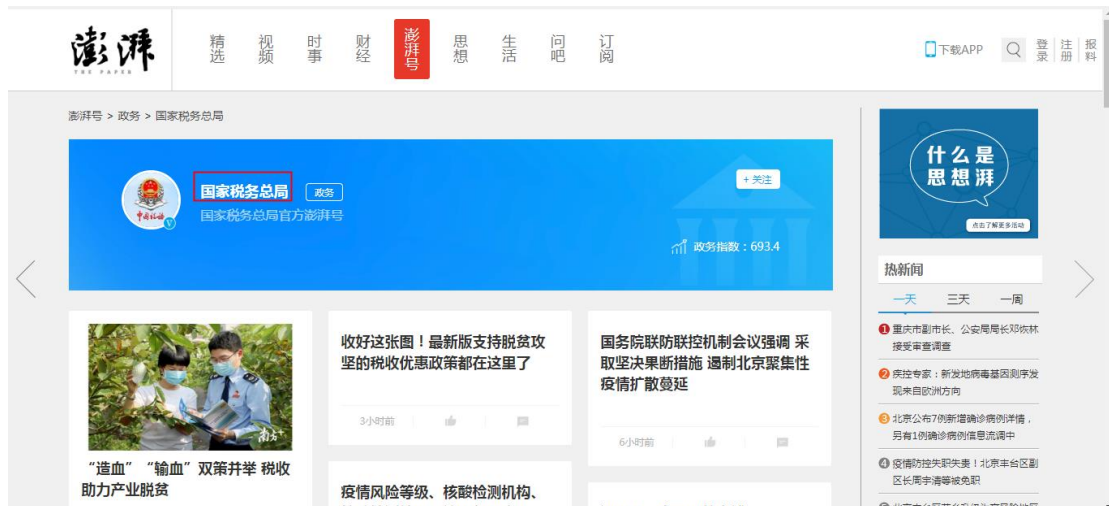 澎湃
THE PAPER
精选
视频
时事
财经
澎湃号
思想
生活
问吧
订阅
下载APP
登录
注册
报料
澎湃号 > 政务 > 国家税务总局
国家税务总局
政务
国家税务总局官方澎湃号
+ 关注
政务指数：693.4
中国税务
什么是
思想湃
点击了解更多活动
热新闻
一天
三天
一周
1 重庆市副市长、公安局局长邓恢林
接受审查调查
2 疾控专家：新发地病毒基因测序发
现来自欧洲方向
3 北京公布7例新增确诊病例详情，
另有1例确诊病例信息流调中
4 疫情防控失职失责！北京丰台区副
区长周宇清等被免职
南方+
“造血”“输血”双策并举 税收
助力产业脱贫
收好这张图！最新版支持脱贫攻
坚的税收优惠政策都在这里了
3小时前
疫情风险等级、核酸检测机构、
国务院联防联控机制会议强调 采
取坚决果断措施 遏制北京聚集性
疫情扩散蔓延
6小时前